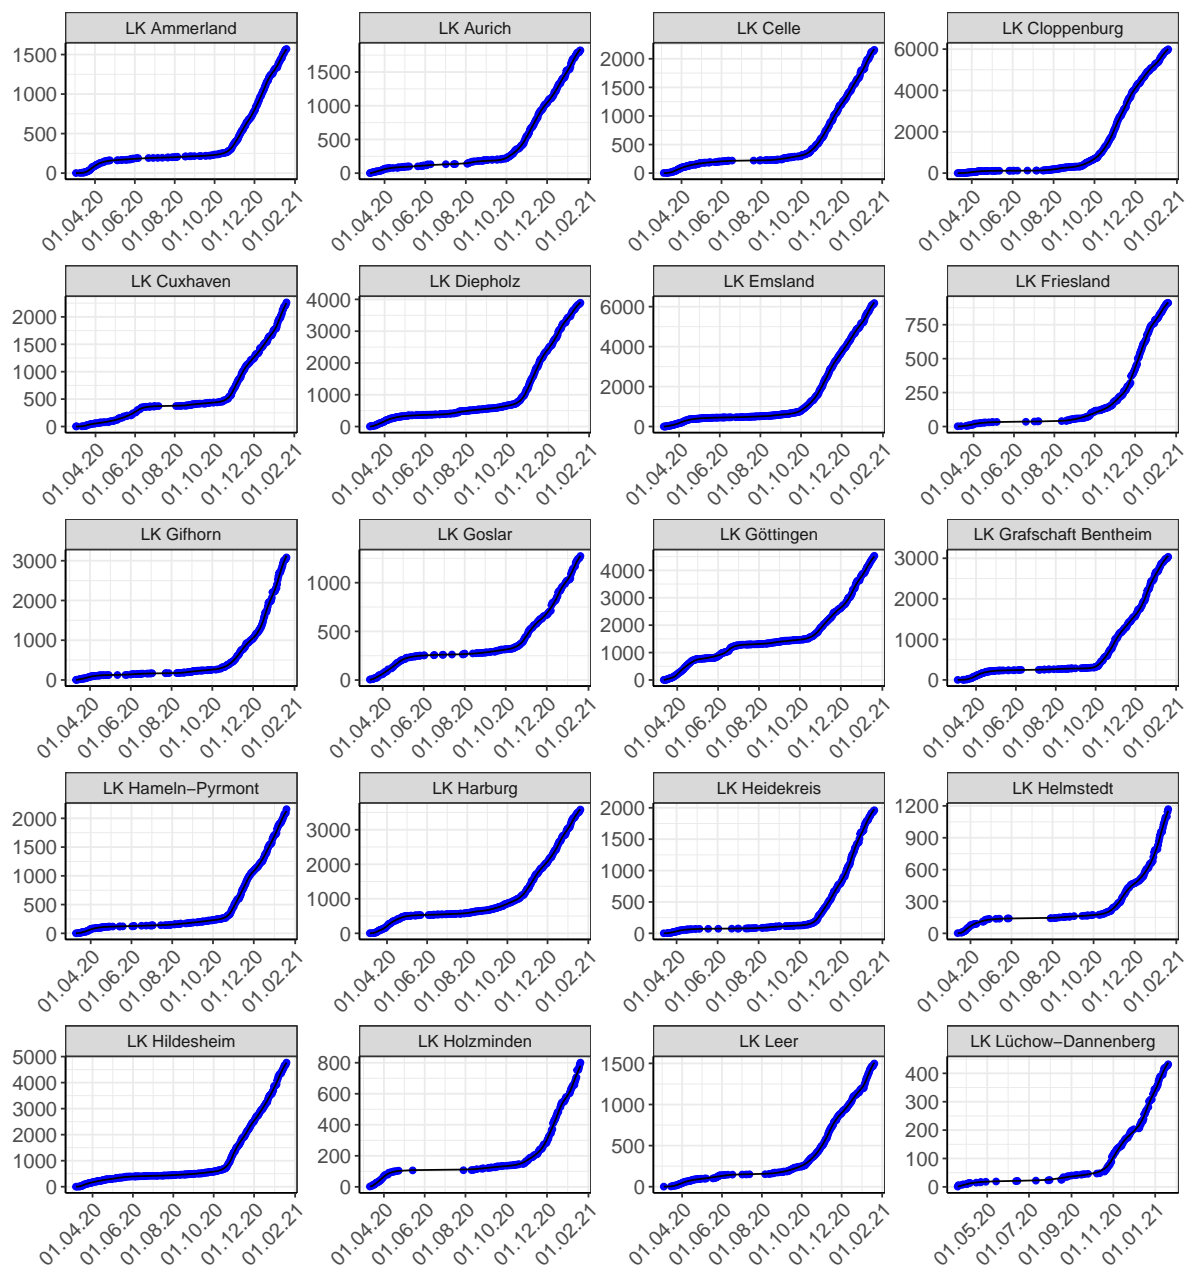 LK Ammerland
LK Aurich
LK Celle
LK Cloppenburg
1500
1000
500
0
1500
1000
500
0
2000
1500
1000
500
0
6000
4000
2000
0
01.04.20 01.06.20 01.08.20 01.10.20 01.12.20 01.02.21
01.04.20 01.06.20 01.08.20 01.10.20 01.12.20 01.02.21
01.04.20 01.06.20 01.08.20 01.10.20 01.12.20 01.02.21
01.04.20 01.06.20 01.08.20 01.10.20 01.12.20 01.02.21
LK Cuxhaven
LK Diepholz
LK Emsland
LK Friesland
2000
1500
1000
500
0
4000
3000
2000
1000
0
6000
4000
2000
0
750
500
250
0
01.04.20 01.06.20 01.08.20 01.10.20 01.12.20 01.02.21
01.04.20 01.06.20 01.08.20 01.10.20 01.12.20 01.02.21
01.04.20 01.06.20 01.08.20 01.10.20 01.12.20 01.02.21
01.04.20 01.06.20 01.08.20 01.10.20 01.12.20 01.02.21
LK Gifhorn
LK Goslar
LK Göttingen
LK Grafschaft Bentheim
3000
2000
1000
0
1000
500
0
4000
3000
2000
1000
0
3000
2000
1000
0
01.04.20 01.06.20 01.08.20 01.10.20 01.12.20 01.02.21
01.04.20 01.06.20 01.08.20 01.10.20 01.12.20 01.02.21
01.04.20 01.06.20 01.08.20 01.10.20 01.12.20 01.02.21
01.04.20 01.06.20 01.08.20 01.10.20 01.12.20 01.02.21
LK Hameln−Pyrmont
LK Harburg
LK Heidekreis
LK Helmstedt
2000
1500
1000
500
0
3000
2000
1000
0
2000
1500
1000
500
0
1200
900
600
300
0
01.04.20 01.06.20 01.08.20 01.10.20 01.12.20 01.02.21
01.04.20 01.06.20 01.08.20 01.10.20 01.12.20 01.02.21
01.04.20 01.06.20 01.08.20 01.10.20 01.12.20 01.02.21
01.04.20 01.06.20 01.08.20 01.10.20 01.12.20 01.02.21
LK Hildesheim
LK Holzminden
LK Leer
LK Lüchow−Dannenberg
5000
4000
3000
2000
1000
0
800
600
400
200
0
1500
1000
500
0
400
300
200
100
0
01.04.20 01.06.20 01.08.20 01.10.20 01.12.20 01.02.21
01.04.20 01.06.20 01.08.20 01.10.20 01.12.20 01.02.21
01.04.20 01.06.20 01.08.20 01.10.20 01.12.20 01.02.21
01.05.20 01.07.20 01.09.20 01.11.20 01.01.21